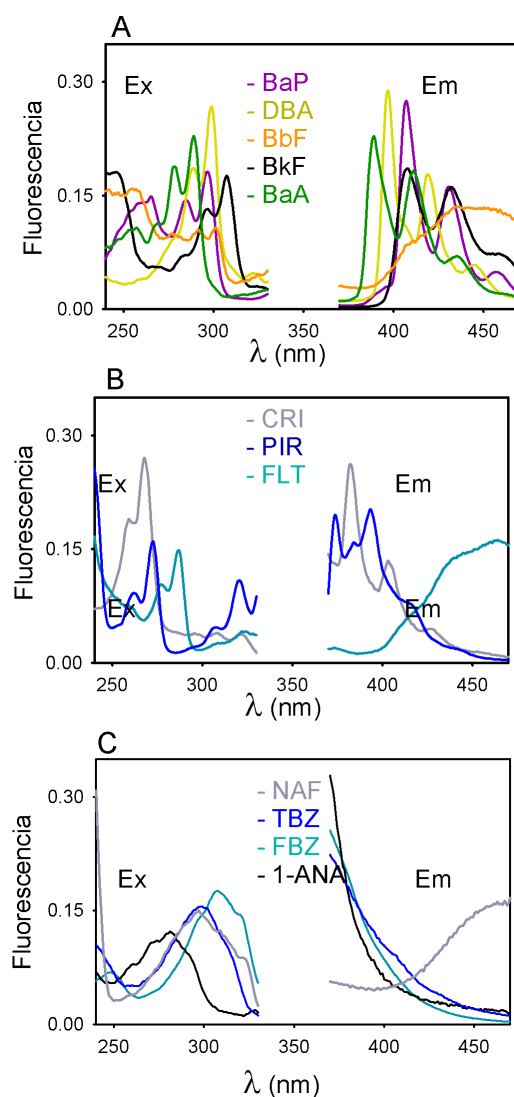 A
Ex
Em
- BaP
- DBA
- BbF
- BkF
- BaA
Fluorescencia
0.30
0.15
0.00
250 300 350 400 450
λ (nm)
B
- CRI
- PIR
- FLT
Ex
Em
Ex
Em
Fluorescencia
0.30
0.15
0.00
250 300 350 400 450
λ (nm)
C
- NAF
- TBZ
- FBZ
- 1-ANA
Ex
Em
Fluorescencia
0.30
0.15
0.00
250 300 350 400 450
λ (nm)